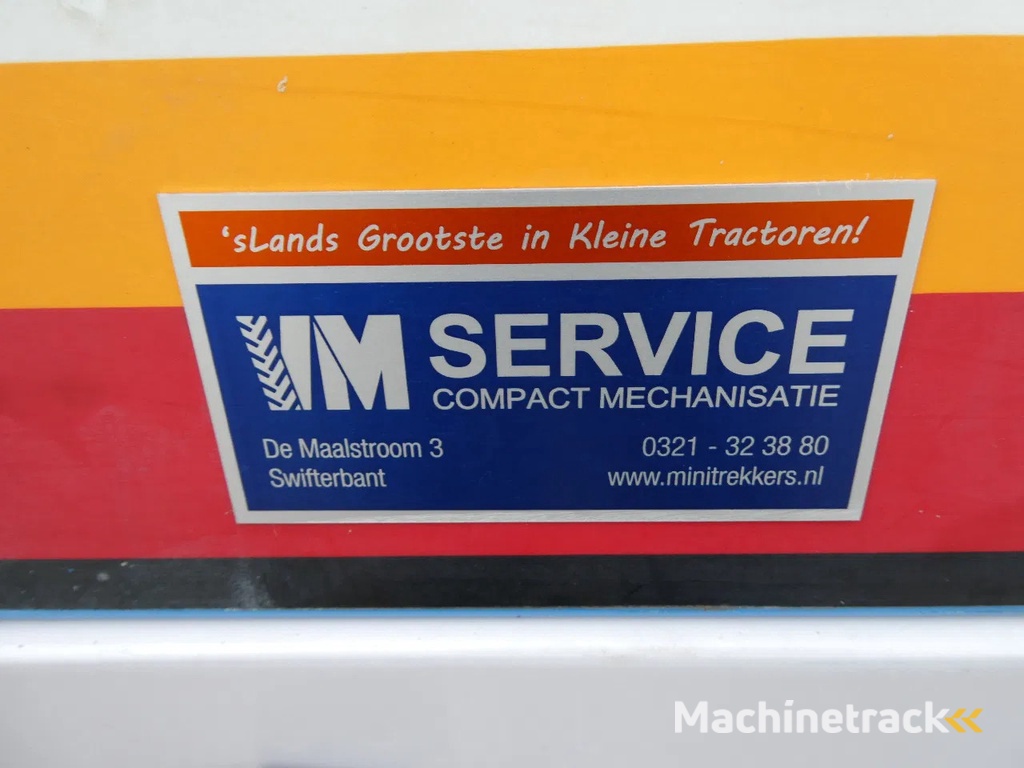 ‘sLands Grootste in Kleine Tractoren!
VM SERVICE
COMPACT MECHANISATIE
De Maalstroom 3
0321 - 32 38 80
Swifterbant
www.minitrekkers.nl
Machinetrack